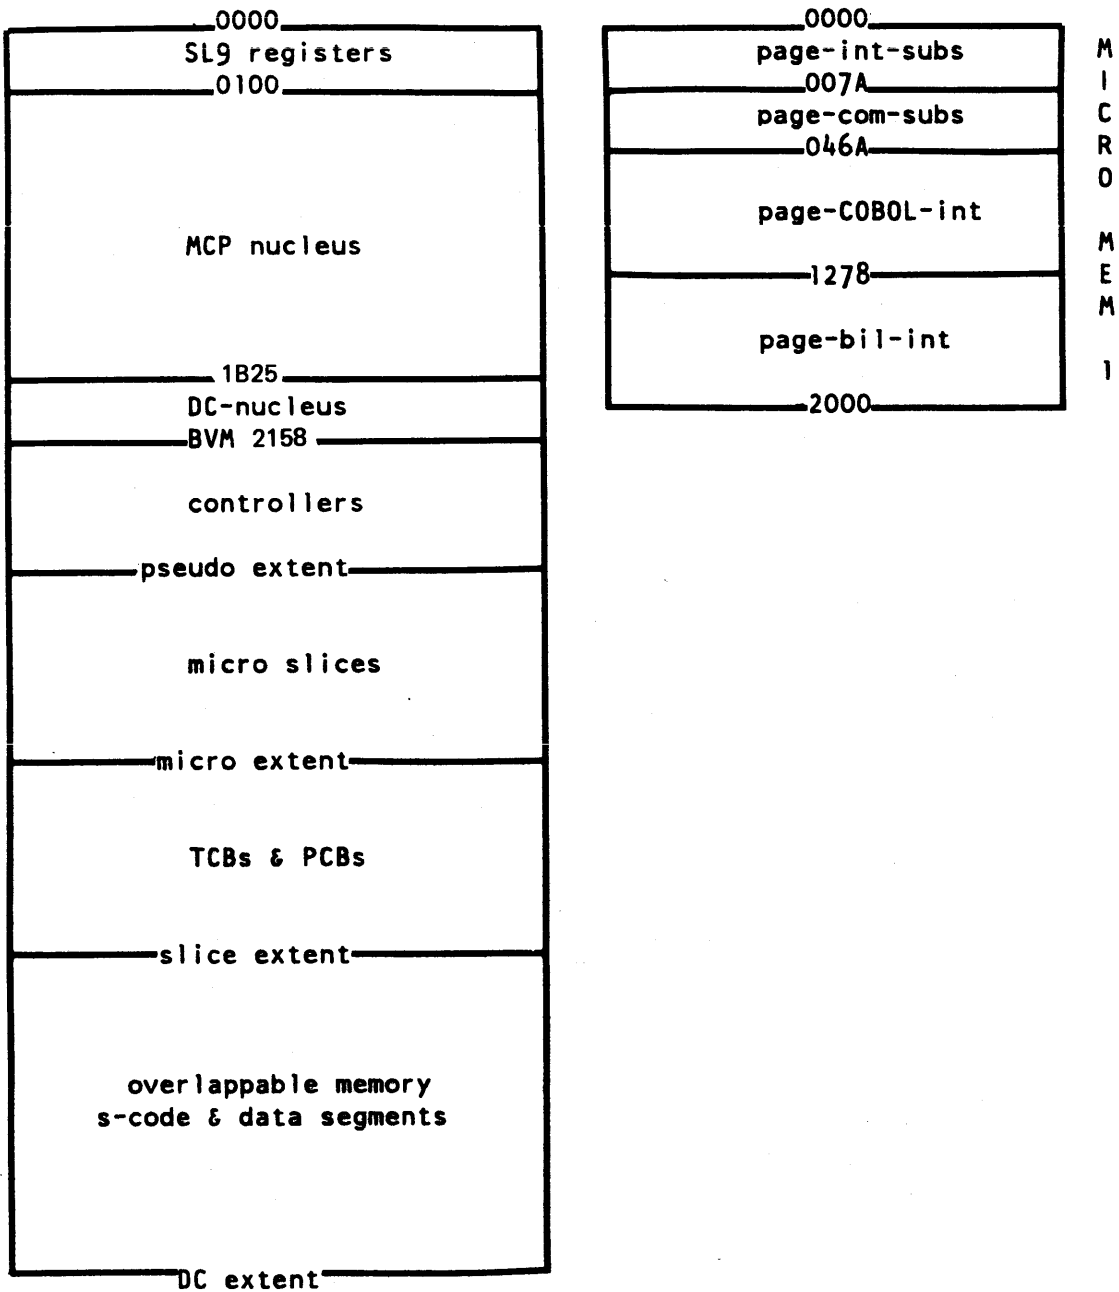 0000
SL9 registers
0100
MCP nucleus
1B25
DC-nucleus
BVM 2158
controllers
pseudo extent
micro slices
micro extent
TCBs & PCBs
slice extent
overlappable memory
s-code & data segments
DC extent
0000
page-int-subs
007A
page-com-subs
046A
page-COBOL-int
1278
page-bil-int
2000
MICRO MEM 1